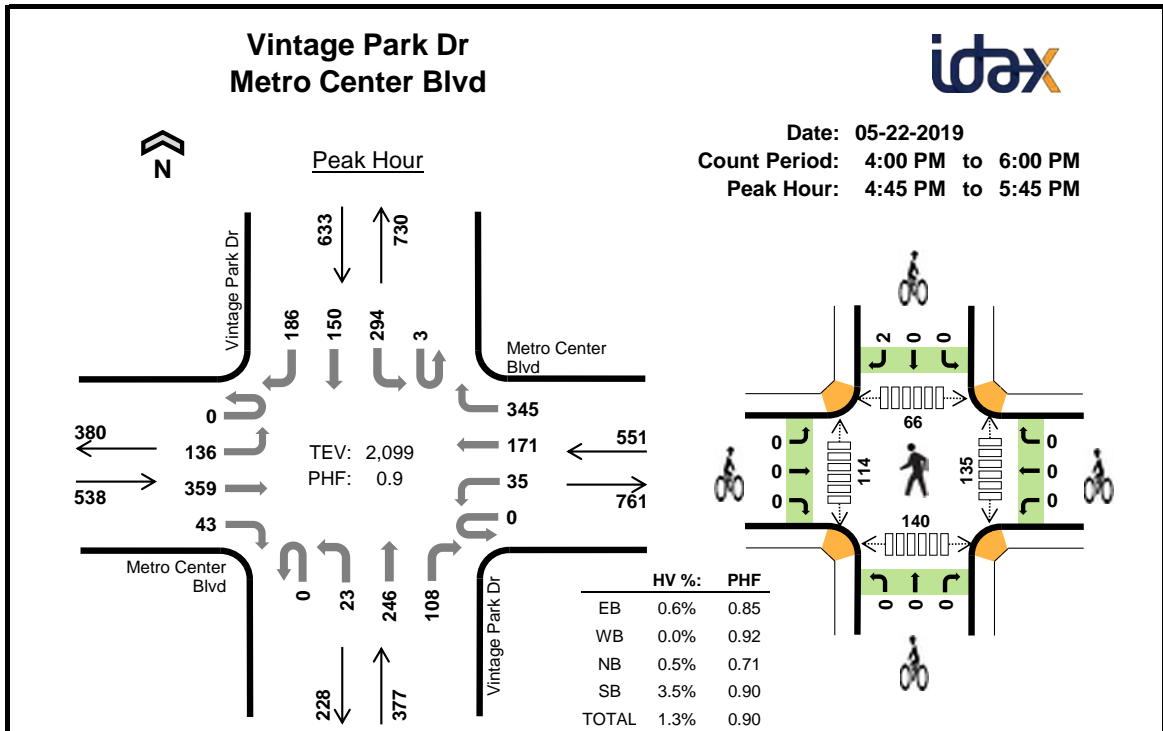 Vintage Park Dr
Metro Center Blvd
idax
Date: 05-22-2019
Count Period: 4:00 PM to 6:00 PM
Peak Hour: 4:45 PM to 5:45 PM
N
Peak Hour
633
730
Vintage Park Dr
186
150
294
3
Metro Center
Blvd
0
136
359
43
380
538
TEV: 2,099
PHF: 0.9
345
171
35
0
551
761
Metro Center
Blvd
0
23
246
108
Vintage Park Dr
228
377
HV %: PHF
EB 0.6% 0.85
WB 0.0% 0.92
NB 0.5% 0.71
SB 3.5% 0.90
TOTAL 1.3% 0.90
2
0
0
66
0
0
0
114
135
0
0
0
140
0
0
0